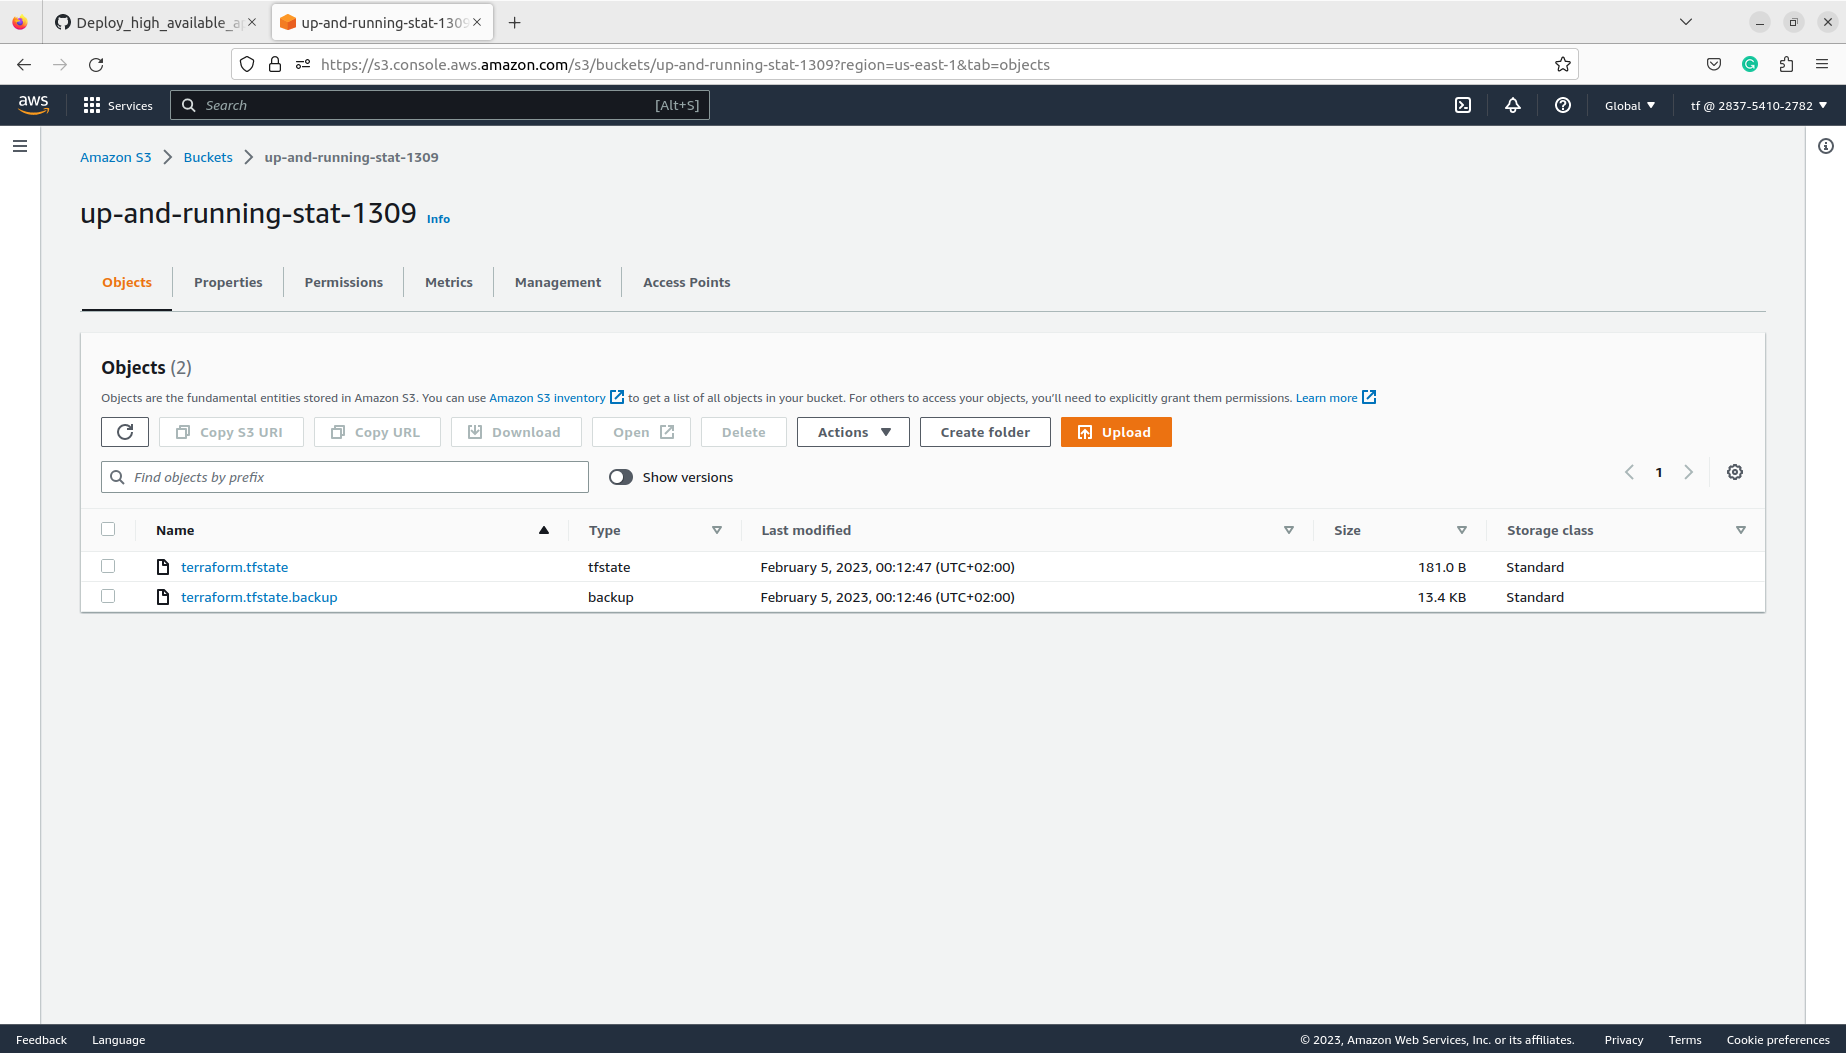 Deploy_high_available_a
up-and-running-stat-1309
https://s3.console.aws.amazon.com/s3/buckets/up-and-running-stat-1309?region=us-east-1&tab=objects
aws
Services
Search
[Alt+S]
Global
tf @ 2837-5410-2782
Amazon S3
Buckets
up-and-running-stat-1309
up-and-running-stat-1309 Info
Objects
Properties
Permissions
Metrics
Management
Access Points
Objects (2)
Objects are the fundamental entities stored in Amazon S3. You can use Amazon S3 inventory to get a list of all objects in your bucket. For others to access your objects, you'll need to explicitly grant them permissions. Learn more
Copy S3 URI
Copy URL
Download
Open
Delete
Actions
Create folder
Upload
Find objects by prefix
Show versions
1
Name
Type
Last modified
Size
Storage class
terraform.tfstate
tfstate
February 5, 2023, 00:12:47 (UTC+02:00)
181.0 B
Standard
terraform.tfstate.backup
backup
February 5, 2023, 00:12:46 (UTC+02:00)
13.4 KB
Standard
Feedback
Language
© 2023, Amazon Web Services, Inc. or its affiliates.
Privacy
Terms
Cookie preferences